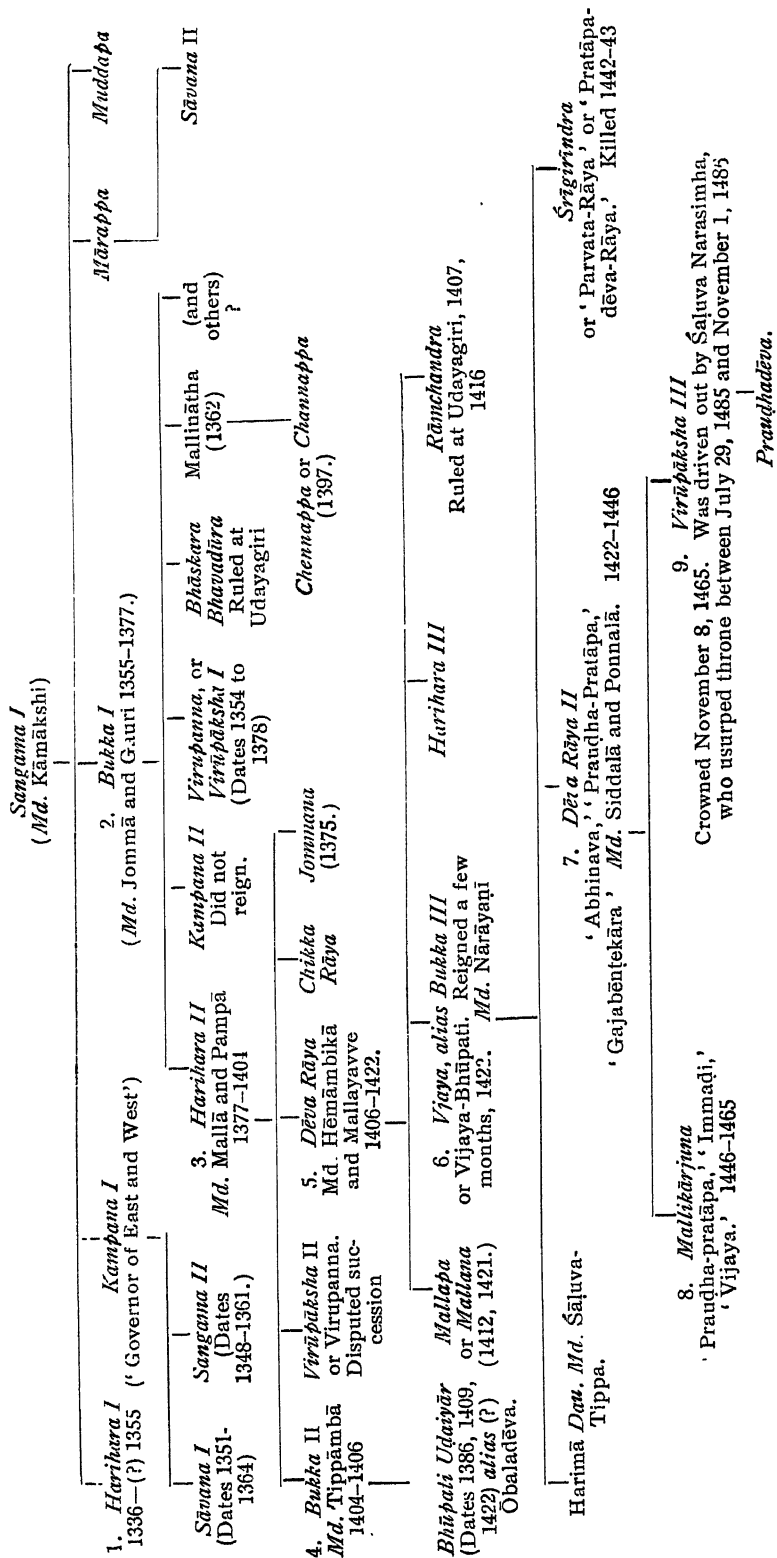 Sangama I
(Md. Kāmākshi)
1. Harihara I
1336—(?) 1355
Kampana I
(‘ Governor of East and West’)
2. Bukka I
(Md. Jommā and Gauri 1355–1377.)
Mārappa
Muddapa
Sāvana I
(Dates 1351-
1364)
Sangama II
(Dates
1348–1361.)
3. Harihara II
Md. Mallā and Pampā
1377–1404
Kampana II
Did not
reign.
Virupanna, or
Virūpāksha I
(Dates 1354 to
1378)
Bhāskara
Bhavadūra
Ruled at
Udayagiri
Mallinātha
(1362)
(and
others)
?
Sāvana II
4. Bukka II
Md. Tippāmbā
1404–1406
Virūpāksha II
or Virupanna.
Disputed suc-
cession
5. Dēva Rāya
Md. Hēmāmbikā
and Mallayavve
1406–1422.
Chikka
Rāya
Jommana
(1375.)
Chennappa or Channappa
(1397.)
Bhūpali Uḍaiyār
(Dates 1386, 1409,
1422) alias (?)
Ōbaladēva.
Mallapa
or Mallana
(1412, 1421.)
6. Vjaya, alias Bukka III
or Vijaya-Bhūpati. Reigned a few
months, 1422. Md. Nārāyaṇī
Harihara III
Rāmchandra
Ruled at Udayagiri, 1407,
1416
Harimā Dau. Md. Śāḷuva-
Tippa.
7. Dēva Rāya II
‘ Abhinava,’ ‘ Prauḍha-Pratāpa,’
‘ Gajabēnṭekāra ’ Md. Siddalā and Ponnalā. 1422–1446
Śrīgirīndra
or ‘ Parvata-Rāya ’ or ‘ Pratāpa-
dēva-Rāya.’ Killed 1442–43
8. Mallikārjuna
‘ Praudha-pratāpa,’ ‘ Immaḍi,’
‘ Vijaya.’ 1446–1465
9. Virūpāksha III
Crowned November 8, 1465. Was driven out by Śaḷuva Narasimha,
who usurped throne between July 29, 1485 and November 1, 1485
Prauḍhadēva.